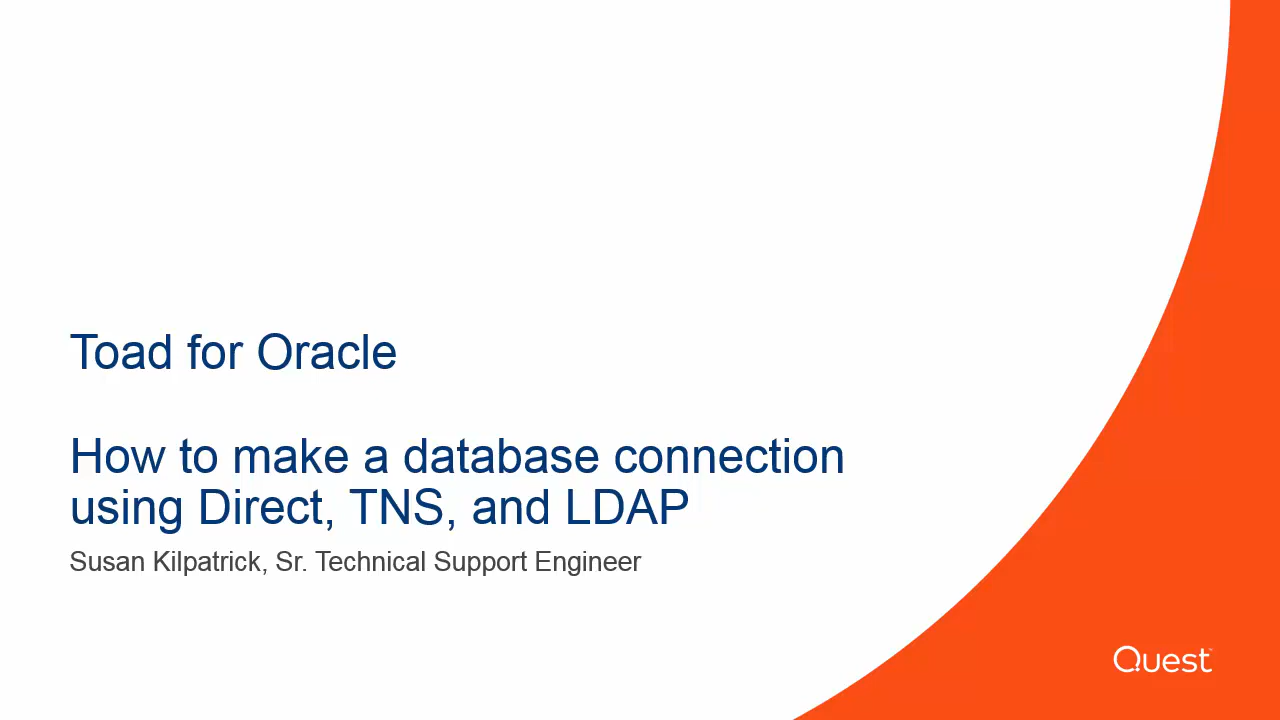 Toad for Oracle
How to make a database connection
using Direct, TNS, and LDAP
Susan Kilpatrick, Sr. Technical Support Engineer
Quest